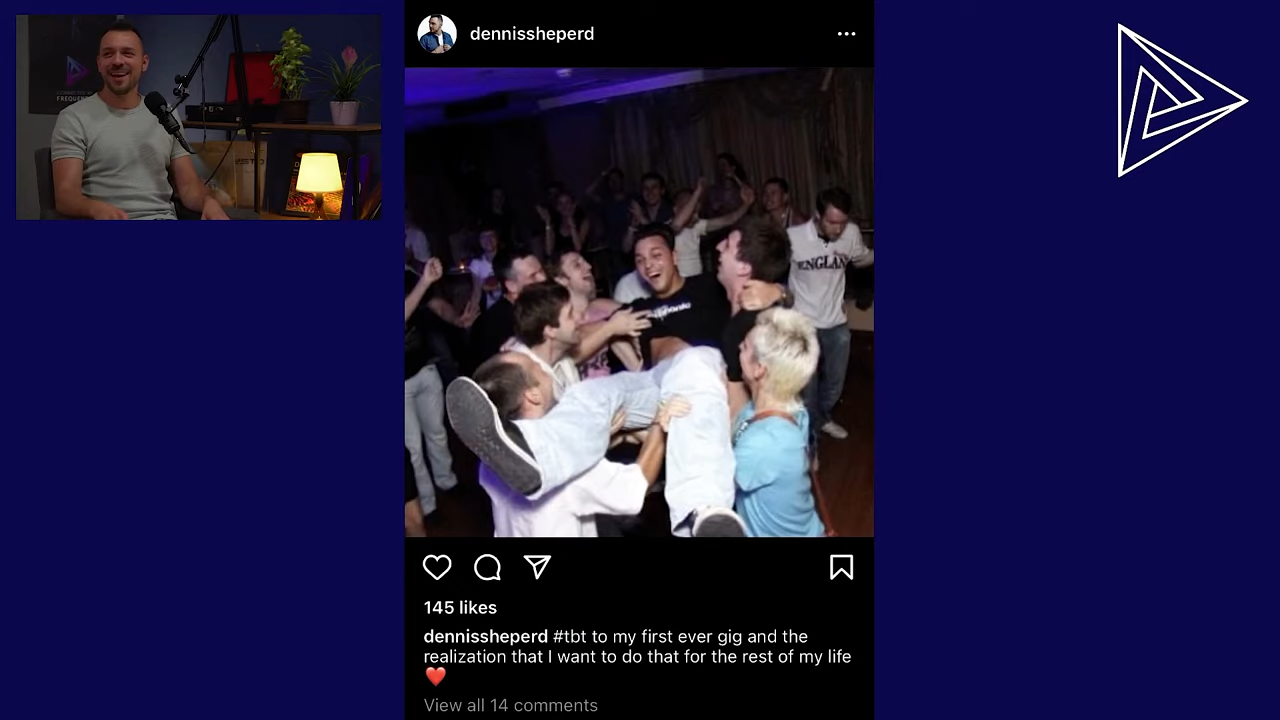 dennissheperd
FREQUEN
ENGLAN
145 likes
dennissheperd #tbt to my first ever gig and the
realization that I want to do that for the rest of my life
❤️
View all 14 comments